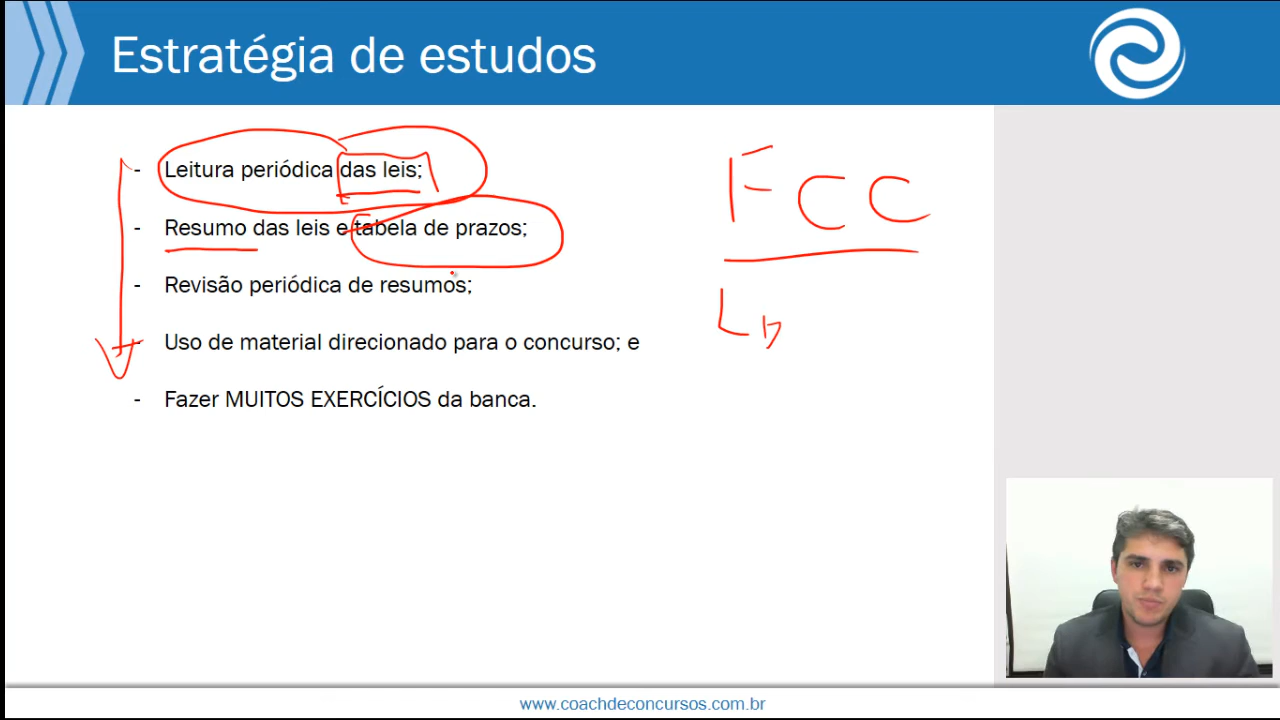 Estratégia de estudos
- Leitura periódica das leis;
- Resumo das leis e tabela de prazos;
- Revisão periódica de resumos;
- Uso de material direcionado para o concurso; e
- Fazer MUITOS EXERCÍCIOS da banca.
FCC
www.coachdeconcursos.com.br